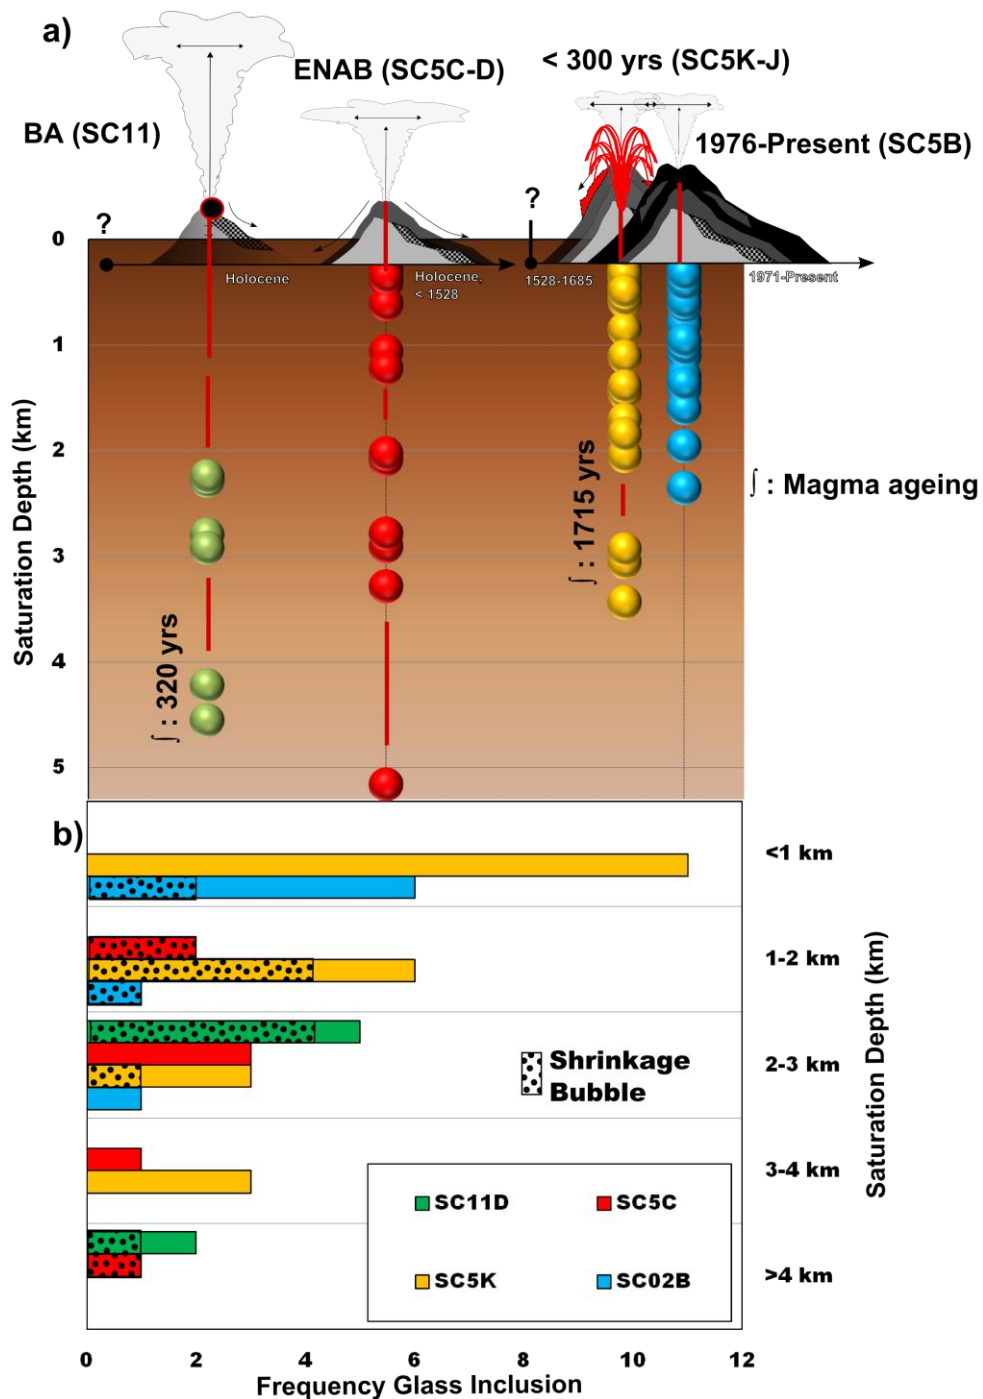 a)
BA (SC11)
ENAB (SC5C-D)
< 300 yrs (SC5K-J)
1976-Present (SC5B)
?
?
Holocene
Holocene,
< 1528
1528-1685
1971-Present
0
1
2
3
4
5
Saturation Depth (km)
∫ : 320 yrs
∫ : 1715 yrs
∫ : Magma ageing
b)
<1 km
1-2 km
2-3 km
3-4 km
>4 km
Saturation Depth (km)
Shrinkage
Bubble
SC11D
SC5C
SC5K
SC02B
0 2 4 6 8 10 12
Frequency Glass Inclusion